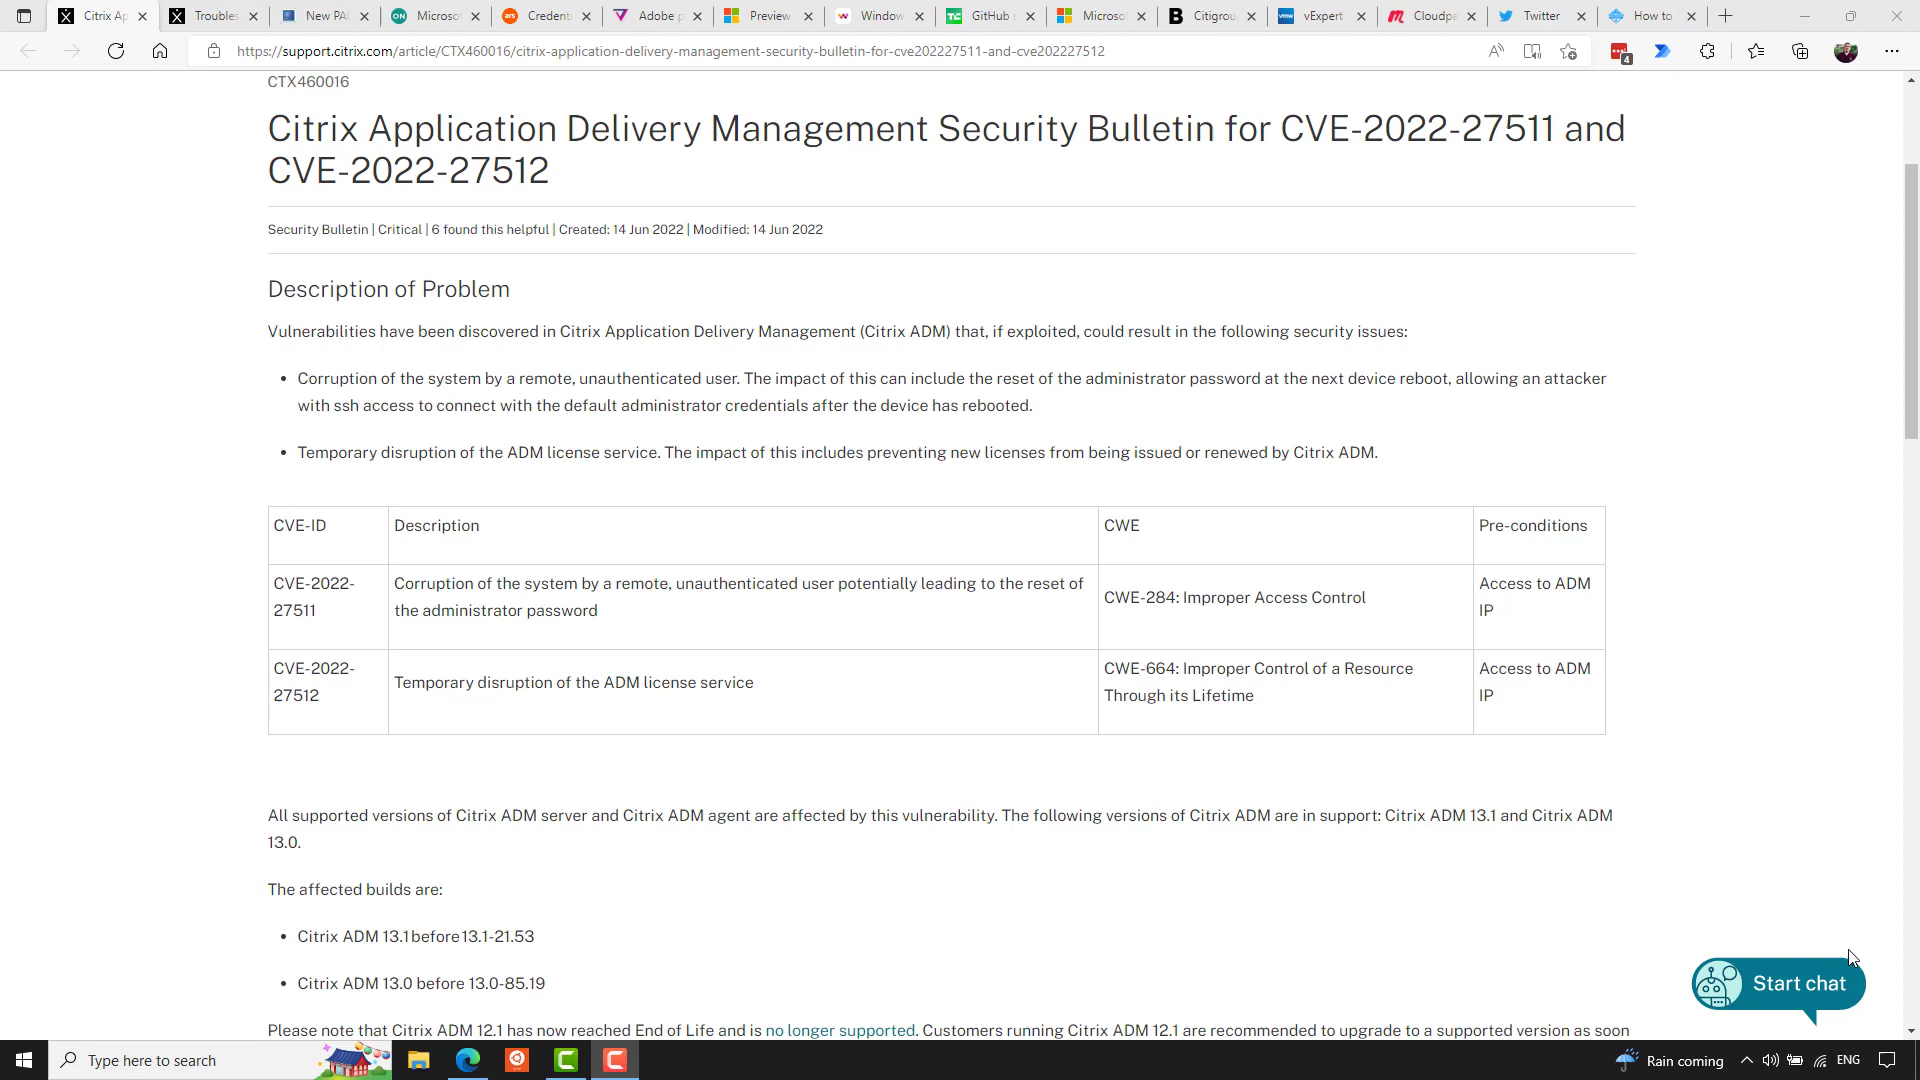 Citrix Ap
Troubles
New PAC
Microsof
Credenti
Adobe p
Preview
Window
GitHub s
Microso
Citigrou
vExpert
Cloudpa
Twitter
How to
https://support.citrix.com/article/CTX460016/citrix-application-delivery-management-security-bulletin-for-cve202227511-and-cve202227512
4
CTX460016
Citrix Application Delivery Management Security Bulletin for CVE-2022-27511 and
CVE-2022-27512
Security Bulletin | Critical | 6 found this helpful | Created: 14 Jun 2022 | Modified: 14 Jun 2022
Description of Problem
Vulnerabilities have been discovered in Citrix Application Delivery Management (Citrix ADM) that, if exploited, could result in the following security issues:
• Corruption of the system by a remote, unauthenticated user. The impact of this can include the reset of the administrator password at the next device reboot, allowing an attacker
with ssh access to connect with the default administrator credentials after the device has rebooted.
• Temporary disruption of the ADM license service. The impact of this includes preventing new licenses from being issued or renewed by Citrix ADM.
CVE-ID Description CWE Pre-conditions
CVE-2022- Corruption of the system by a remote, unauthenticated user potentially leading to the reset of CWE-284: Improper Access Control Access to ADM
27511 the administrator password IP
CVE-2022- Temporary disruption of the ADM license service CWE-664: Improper Control of a Resource Access to ADM
27512 Through its Lifetime IP
All supported versions of Citrix ADM server and Citrix ADM agent are affected by this vulnerability. The following versions of Citrix ADM are in support: Citrix ADM 13.1 and Citrix ADM
13.0.
The affected builds are:
• Citrix ADM 13.1 before 13.1-21.53
• Citrix ADM 13.0 before 13.0-85.19
Start chat
Please note that Citrix ADM 12.1 has now reached End of Life and is no longer supported. Customers running Citrix ADM 12.1 are recommended to upgrade to a supported version as soon
Type here to search
Rain coming
ENG